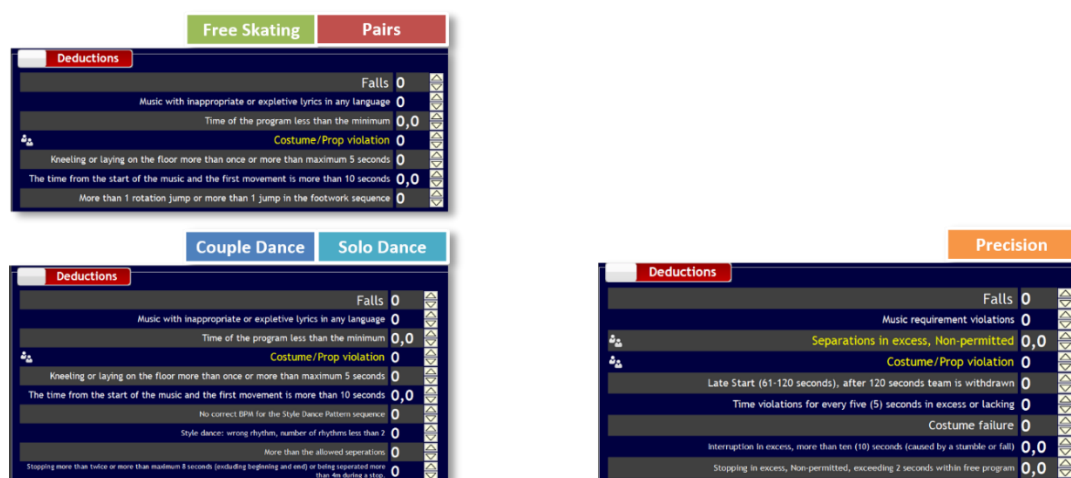 Free Skating Pairs
Deductions
Falls 0
Music with inappropriate or expletive lyrics in any language 0
Time of the program less than the minimum 0,0
Costume/Prop violation 0
Kneeling or laying on the floor more than once or more than maximum 5 seconds 0
The time from the start of the music and the first movement is more than 10 seconds 0,0
More than 1 rotation jump or more than 1 jump in the footwork sequence 0
Couple Dance Solo Dance
Deductions
Falls 0
Music with inappropriate or expletive lyrics in any language 0
Time of the program less than the minimum 0,0
Costume/Prop violation 0
Kneeling or laying on the floor more than once or more than maximum 5 seconds 0
The time from the start of the music and the first movement is more than 10 seconds 0,0
No correct BPM for the Style Dance Pattern sequence 0
Style dance: wrong rhythm, number of rhythms less than 2 0
More than the allowed seperations 0
Stopping more than twice or more than maximum 8 seconds (excluding beginning and end) or being seperated more
than 4m during a step. 0
Precision
Deductions
Falls 0
Music requirement violations 0
Separations in excess, Non-permitted 0,0
Costume/Prop violation 0
Late Start (61-120 seconds), after 120 seconds team is withdrawn 0
Time violations for every five (5) seconds in excess or lacking 0
Costume failure 0
Interruption in excess, more than ten (10) seconds (caused by a stumble or fall) 0,0
Stopping in excess, Non-permitted, exceeding 2 seconds within free program 0,0